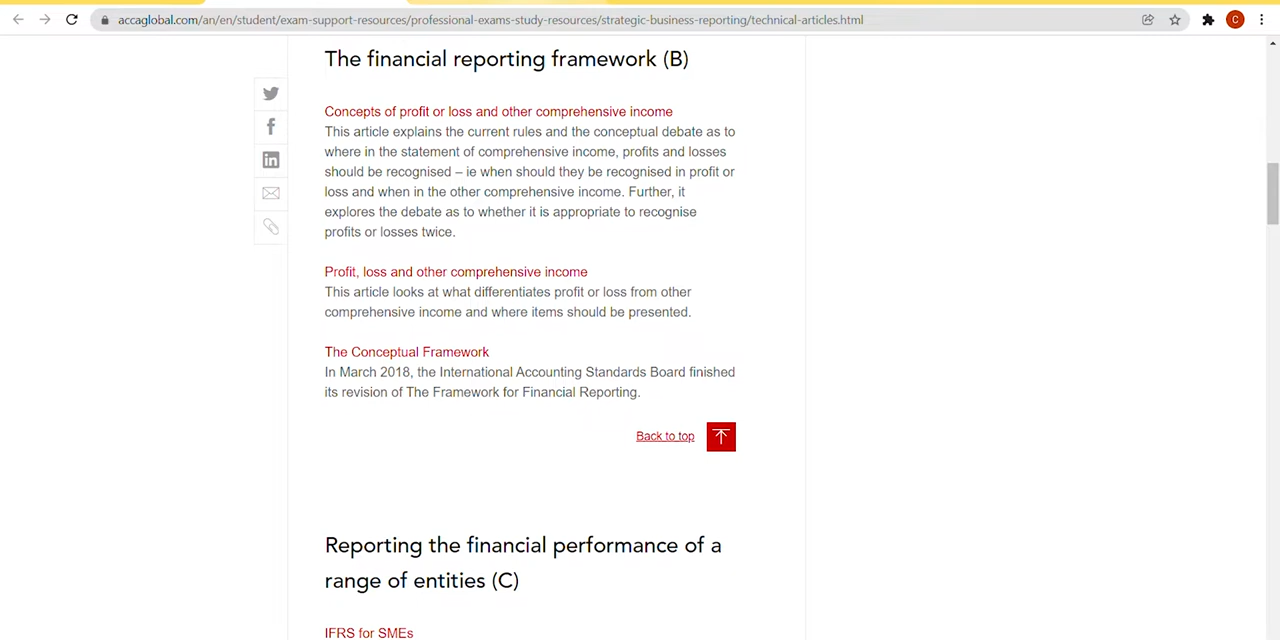 accaglobal.com/an/en/student/exam-support-resources/professional-exams-study-resources/strategic-business-reporting/technical-articles.html
C
The financial reporting framework (B)
Concepts of profit or loss and other comprehensive income
This article explains the current rules and the conceptual debate as to
where in the statement of comprehensive income, profits and losses
should be recognised – ie when should they be recognised in profit or
loss and when in the other comprehensive income. Further, it
explores the debate as to whether it is appropriate to recognise
profits or losses twice.
Profit, loss and other comprehensive income
This article looks at what differentiates profit or loss from other
comprehensive income and where items should be presented.
The Conceptual Framework
In March 2018, the International Accounting Standards Board finished
its revision of The Framework for Financial Reporting.
Back to top
Reporting the financial performance of a
range of entities (C)
IFRS for SMEs